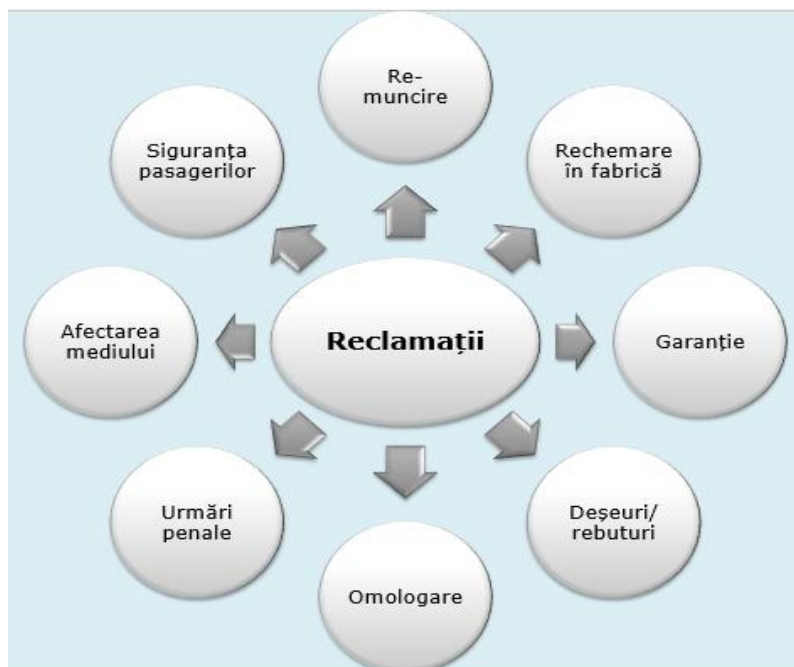 Re-
muncire
Siguranța
pasagerilor
Rechemare
în fabrică
Afectarea
mediului
Reclamații
Garanție
Urmări
penale
Deșeuri/
rebuturi
Omologare